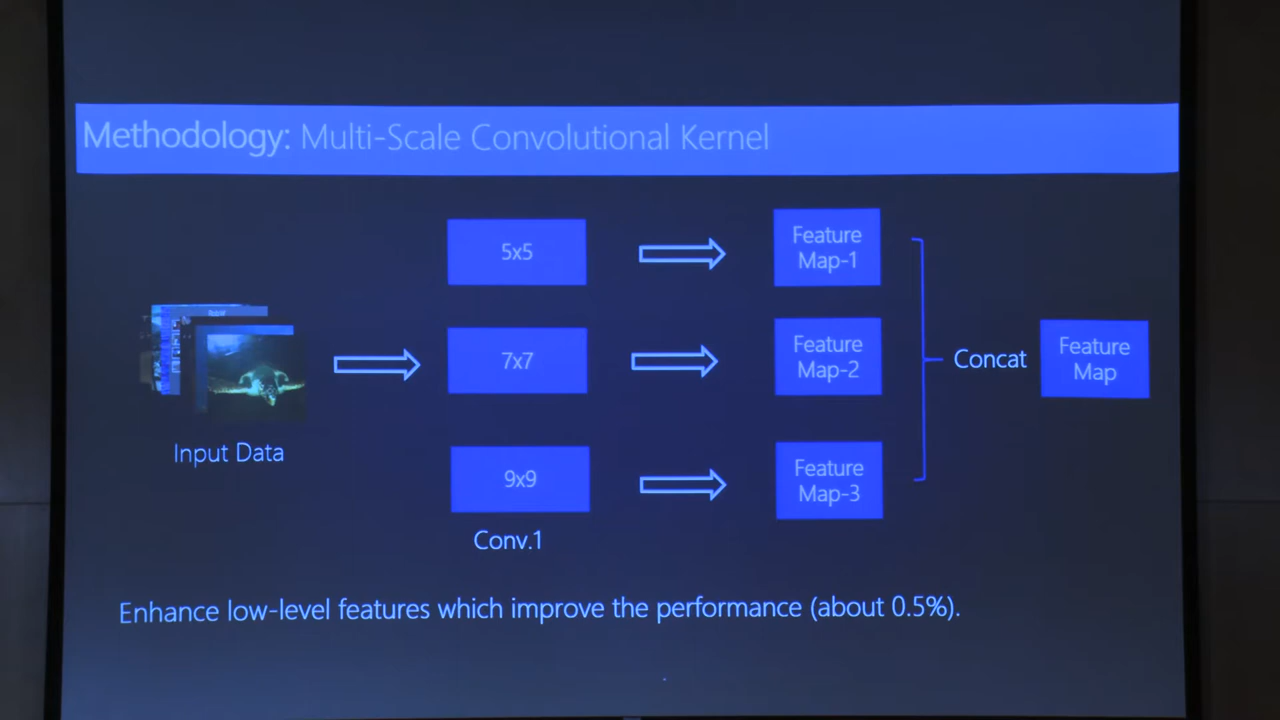 Methodology: Multi-Scale Convolutional Kernel
5x5
Feature
Map-1
7x7
Feature
Map-2
Concat
Feature
Map
Input Data
9x9
Feature
Map-3
Conv.1
Enhance low-level features which improve the performance (about 0.5%).